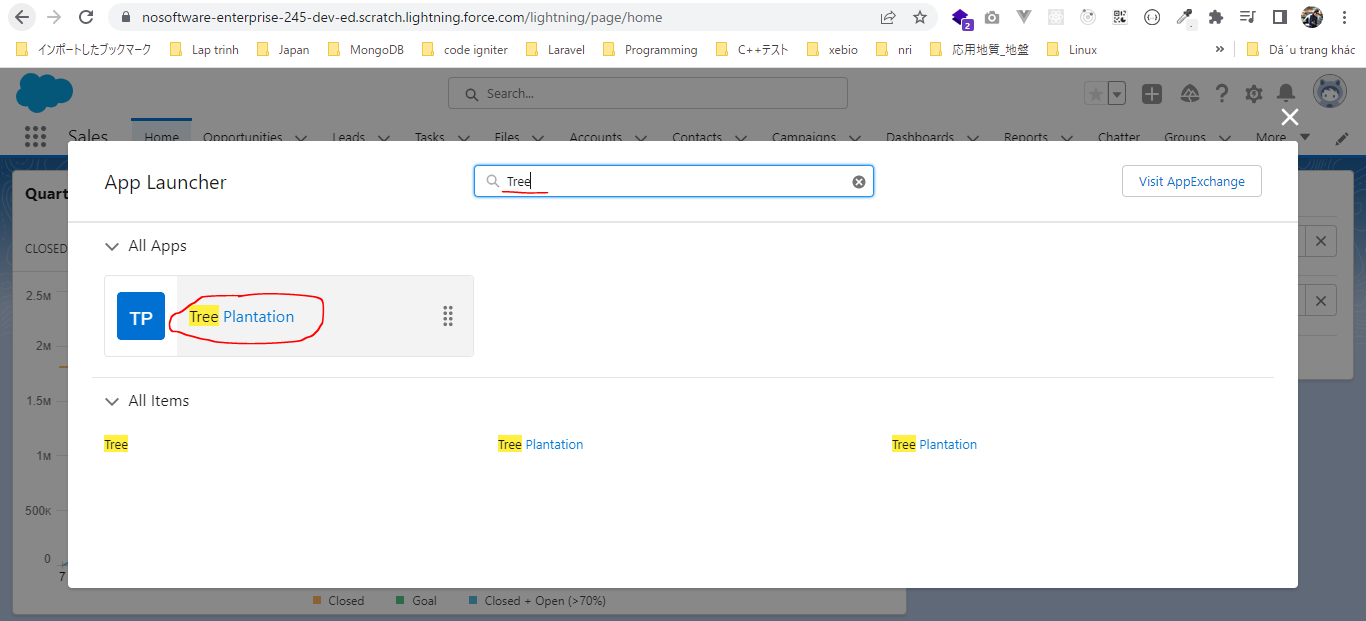 nosoftware-enterprise-245-dev-ed.scratch.lightning.force.com/lightning/page/home
2
インポートしたブックマーク Lap trinh Japan MongoDB code igniter Laravel Programming C++テスト xebio nri 応用地質_地盤 Linux » Dấu trang khác
Search...
Sales Home Opportunities Leads Tasks Files Accounts Contacts Campaigns Dashboards Reports Chatter Groups More
App Launcher Tree Visit AppExchange
Quart
All Apps
CLOSED
2.5M
TP Tree Plantation
2M
All Items
1.5M
Tree Tree Plantation Tree Plantation
1M
500K
0
7
Closed Goal Closed + Open (>70%)